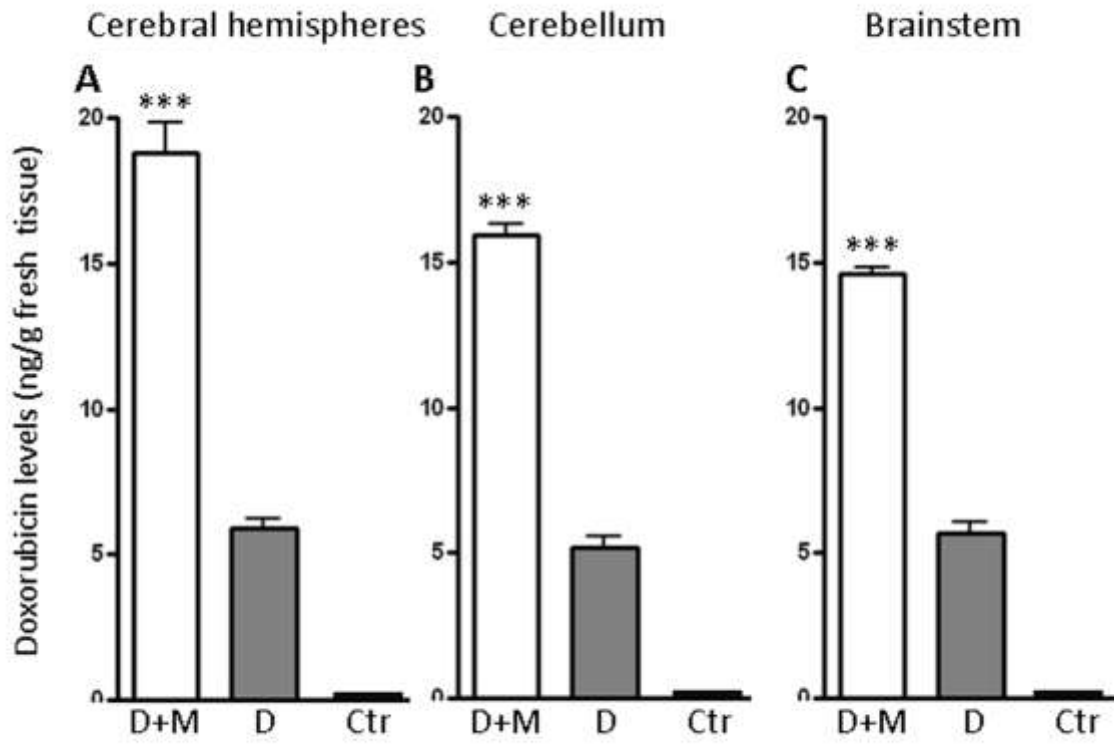 Cerebral hemispheres Cerebellum Brainstem
A B C
Doxorubicin levels (ng/g fresh tissue)
*** *** ***
20 20 20
15 15 15
10 10 10
5 5 5
0 0 0
D+M D Ctr D+M D Ctr D+M D Ctr